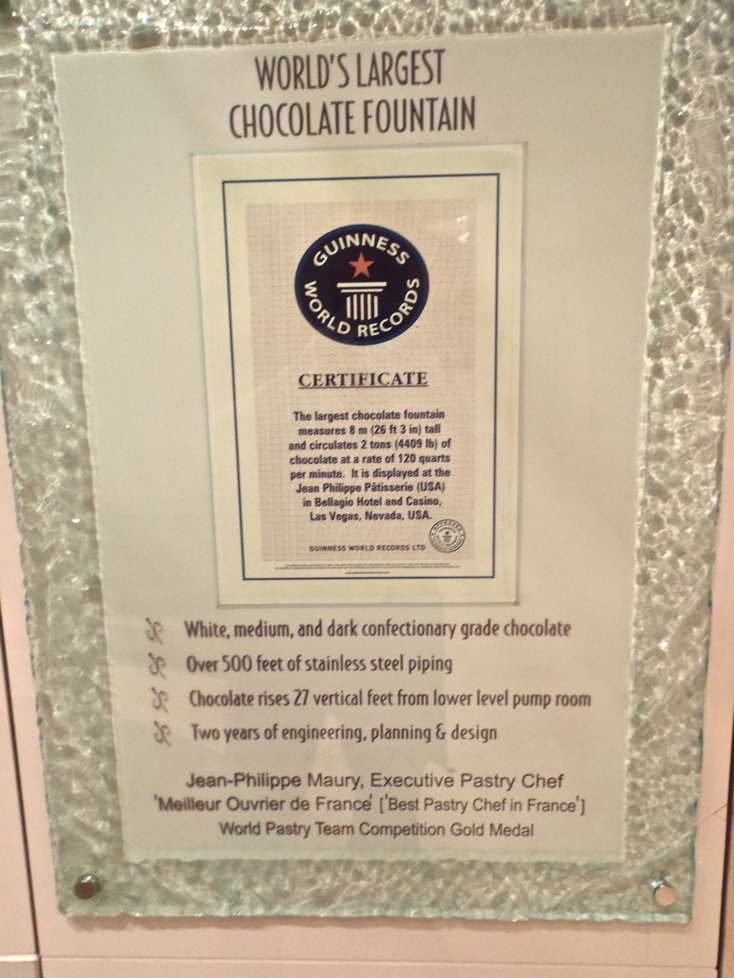 WORLD'S LARGEST
CHOCOLATE FOUNTAIN
GUINNESS
WORLD RECORDS
CERTIFICATE
The largest chocolate fountain
measures 8 m (26 ft 3 in) tall
and circulates 2 tons (4409 lb) of
chocolate at a rate of 120 quarts
per minute. It is displayed at the
Jean Philippe Pâtisserie (USA)
in Bellagio Hotel and Casino,
Las Vegas, Nevada, USA.
GUINNESS WORLD RECORDS LTD
White, medium, and dark confectionary grade chocolate
Over 500 feet of stainless steel piping
Chocolate rises 27 vertical feet from lower level pump room
Two years of engineering, planning & design
Jean-Philippe Maury, Executive Pastry Chef
'Meilleur Ouvrier de France' ['Best Pastry Chef in France']
World Pastry Team Competition Gold Medal